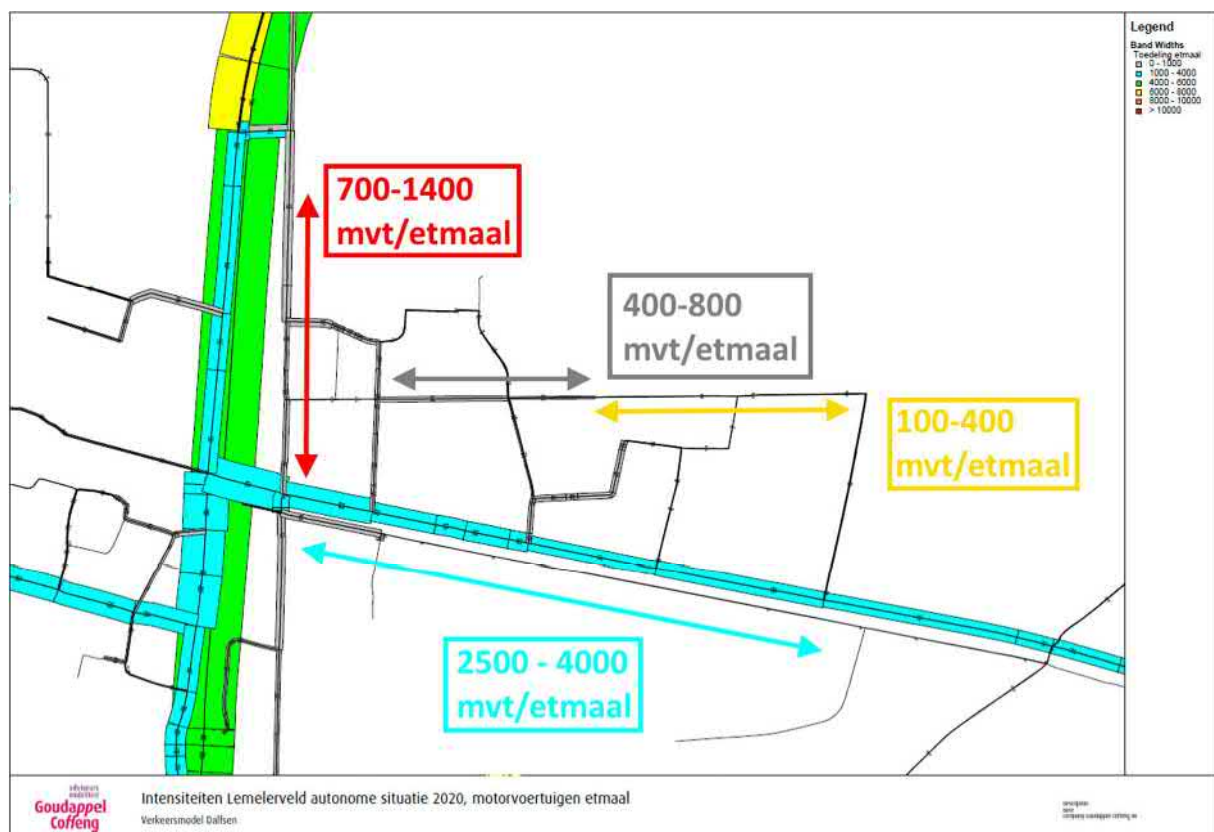 Legend
Band Widths
Toedeling etmaal
0 - 1000
1000 - 4000
4000 - 6000
6000 - 8000
8000 - 10000
> 10000
700-1400
mvt/etmaal
400-800
mvt/etmaal
100-400
mvt/etmaal
2500 - 4000
mvt/etmaal
Goudappel
Coffeng
Intensiteiten Lemelerveld autonome situatie 2020, motorvoertuigen etmaal
Verkeersmodel Dalfsen